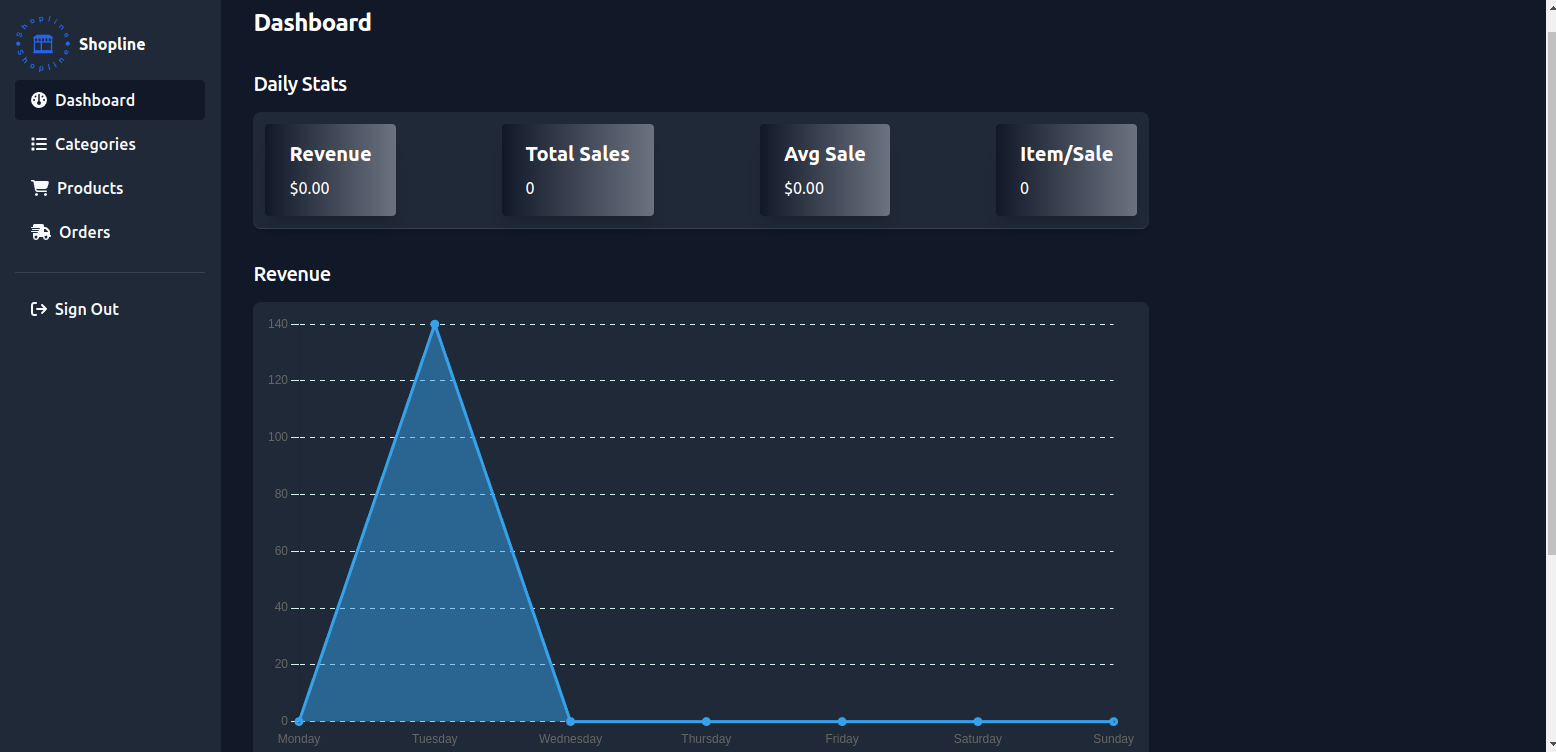 Shopline
Shopline
Shopline
Dashboard
Categories
Products
Orders
Sign Out
Dashboard
Daily Stats
Revenue
$0.00
Total Sales
0
Avg Sale
$0.00
Item/Sale
0
Revenue
140
120
100
80
60
40
20
0
Monday Tuesday Wednesday Thursday Friday Saturday Sunday